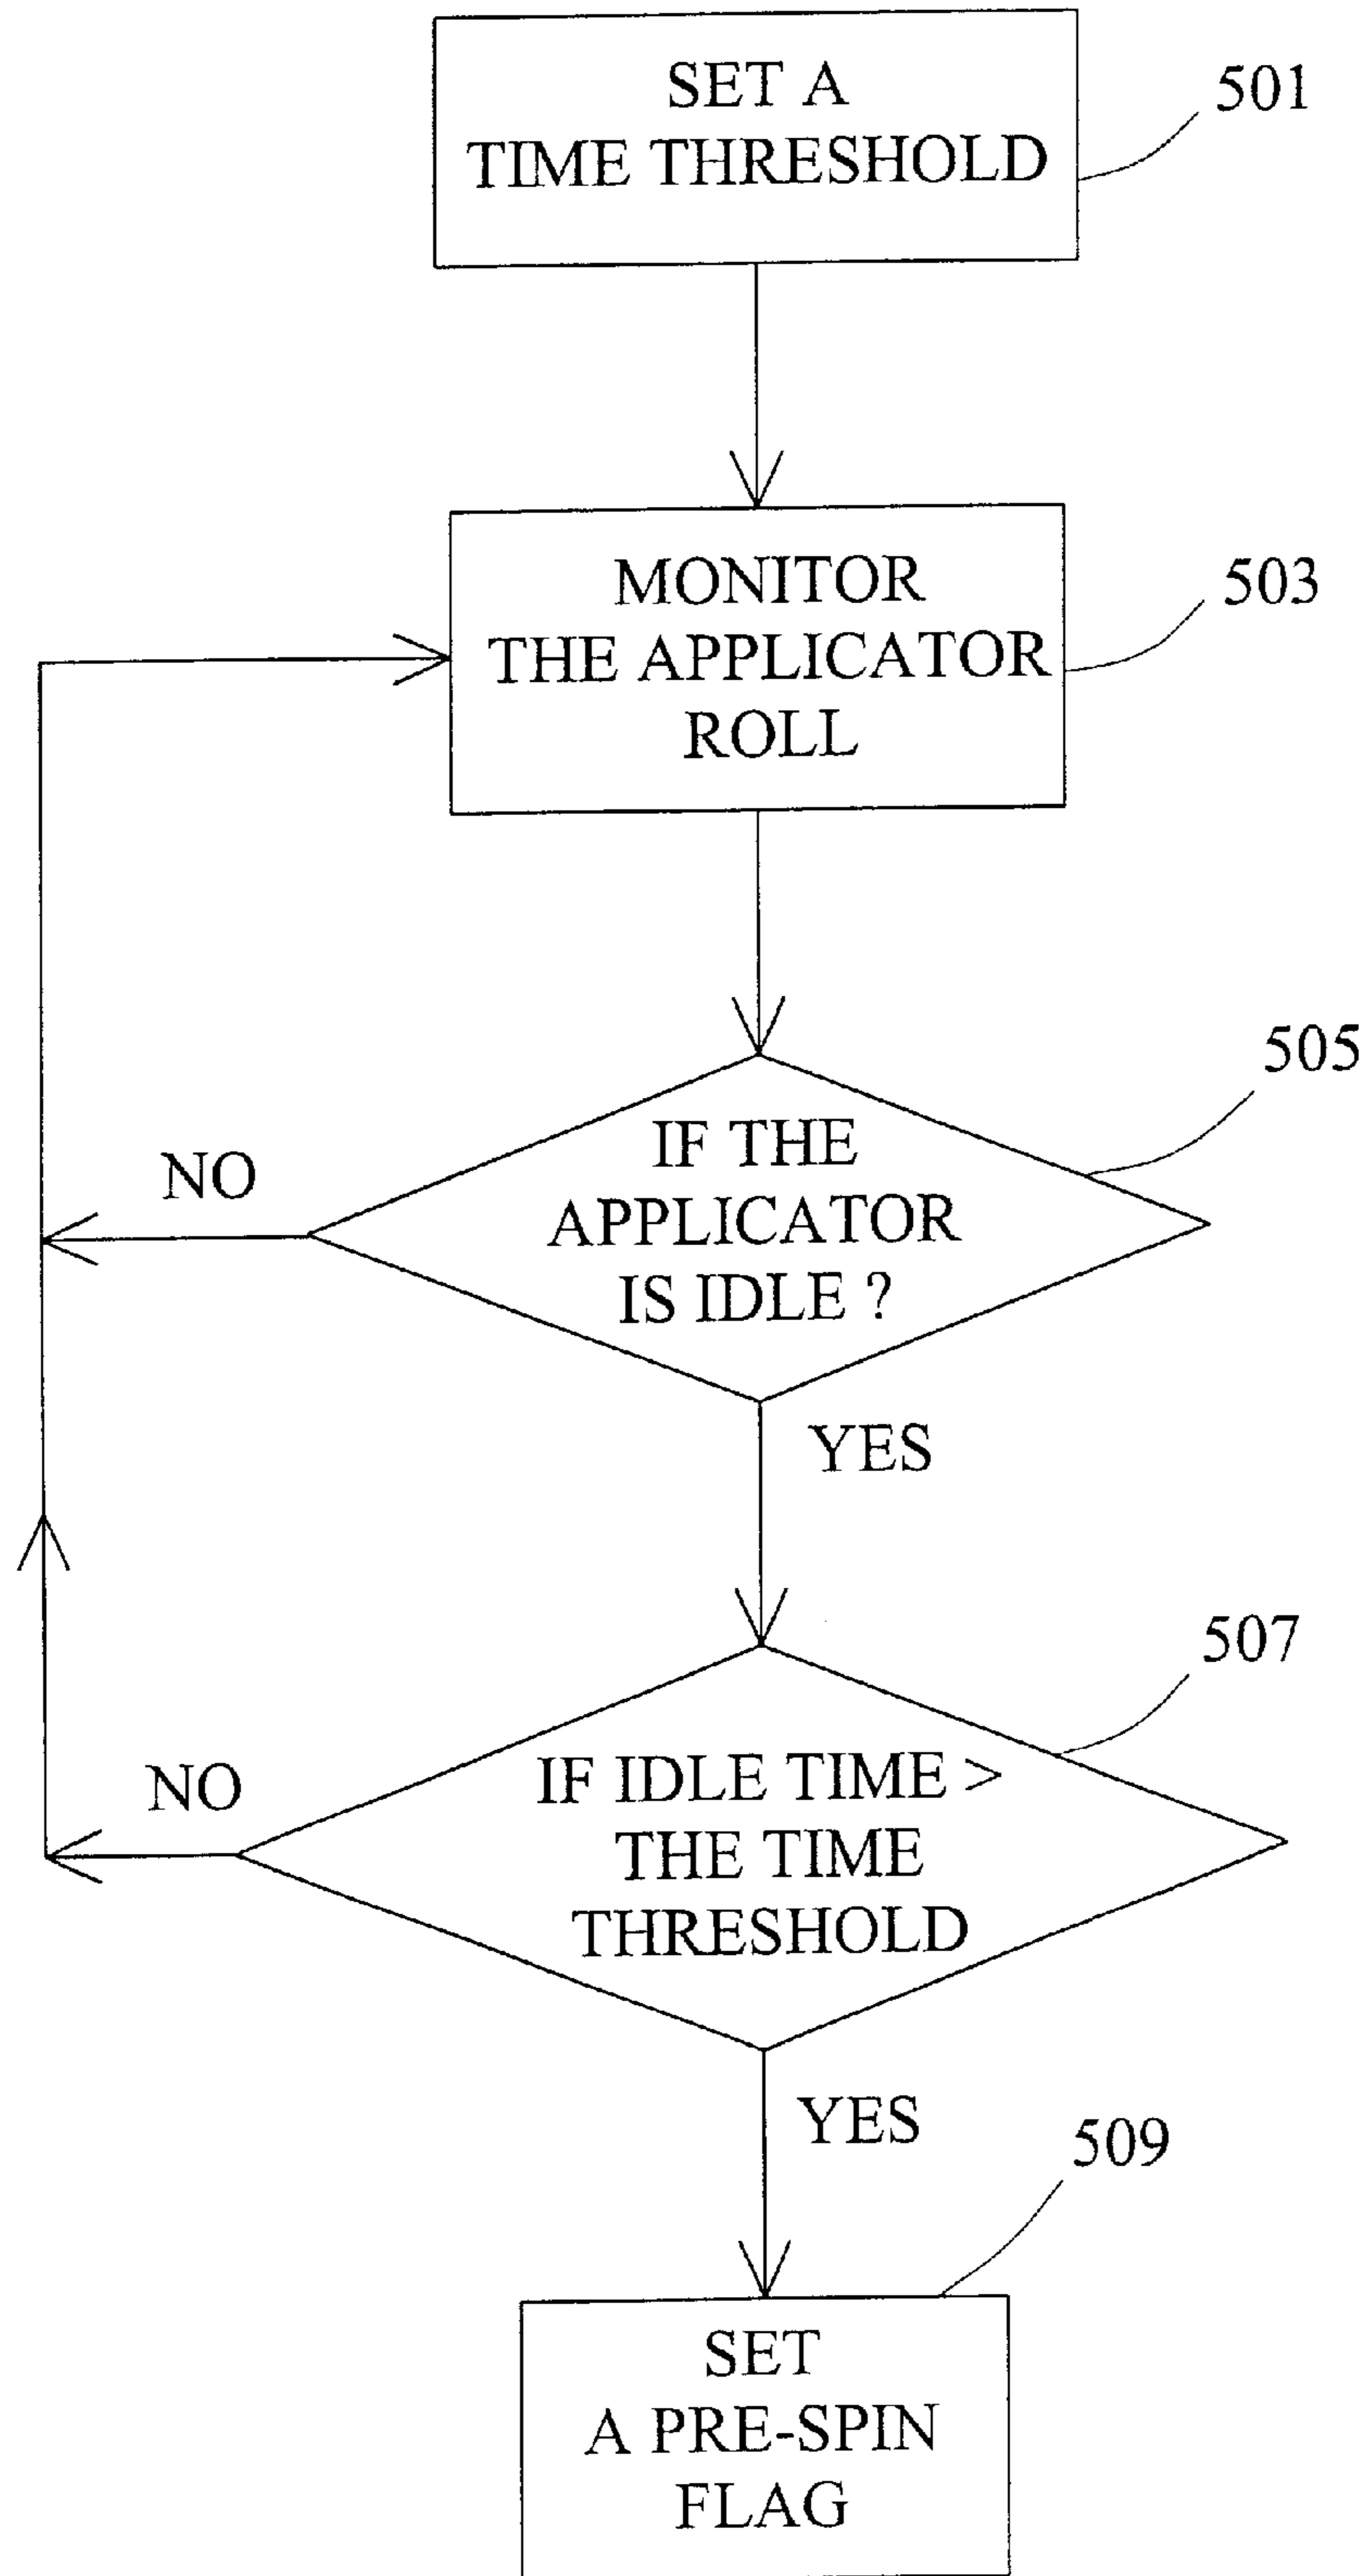 SET A
TIME THRESHOLD
501
MONITOR
THE APPLICATOR
ROLL
503
505
IF THE
APPLICATOR
IS IDLE ?
NO
YES
507
IF IDLE TIME >
THE TIME
THRESHOLD
NO
YES
509
SET
A PRE-SPIN
FLAG